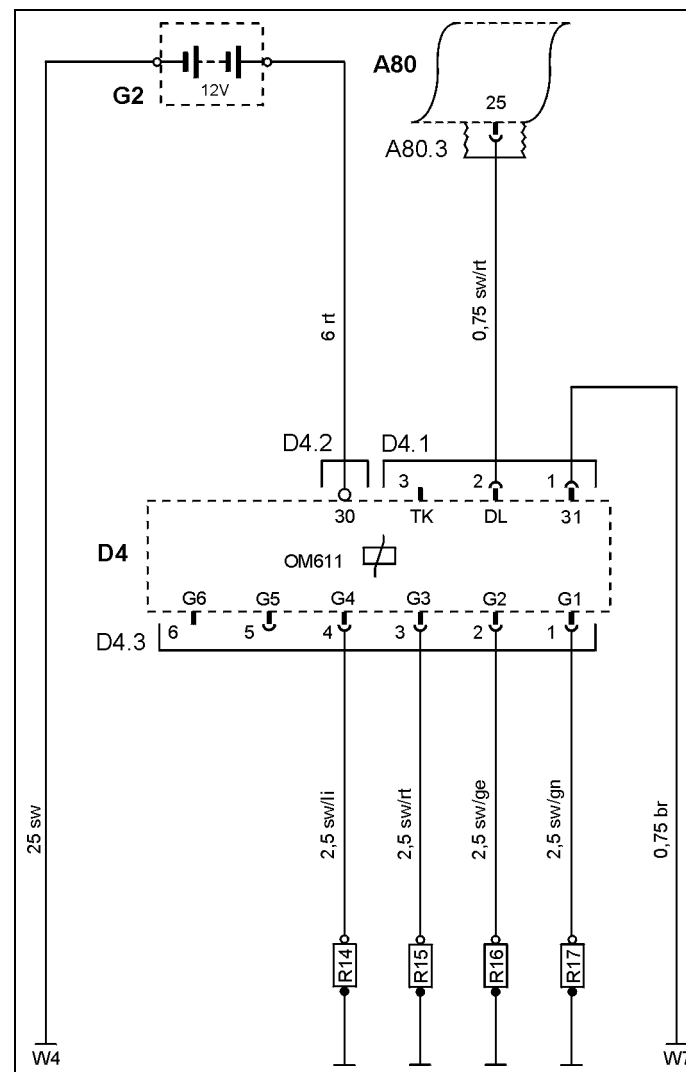 A80
G2
12V
25
A80.3
6 rt
0,75 sw/rt
D4.2
D4.1
3
2
1
30
TK
DL
31
D4
OM611
G6
G5
G4
G3
G2
G1
6
5
4
3
2
1
D4.3
25 sw
2,5 sw/li
2,5 sw/rt
2,5 sw/ge
2,5 sw/gn
0,75 br
R14
R15
R16
R17
W4
W7